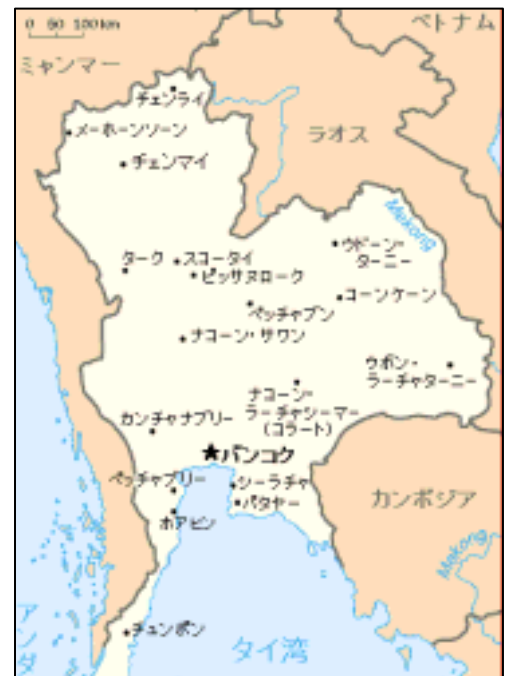 0 50 100km
ベトナム
ミャンマー
チェンライ
メーホーンソーン
ラオス
チェンマイ
Mekong
ウドーン・
ターニー
ターク
スコータイ
ピッサヌローク
コーンケーン
ペッチャブン
ナコーン・サワン
ウボン・
ラーチャターニー
ナコーン・
ラーチャシーマー
(コラート)
カンチャナブリー
バンコク
ペッチャブリー
シーラチャ
パタヤー
カンボジア
ホアヒン
Mekong
チュンポン
タイ湾
アンダ